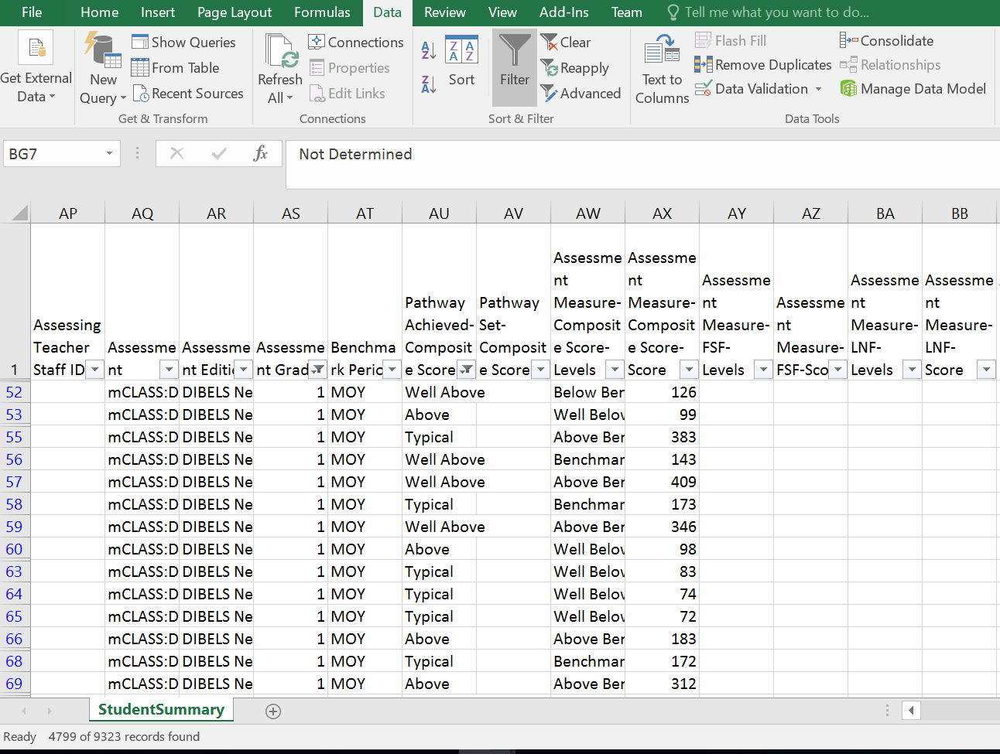 File Home Insert Page Layout Formulas Data Review View Add-Ins Team Tell me what you want to do...
Get External
Data
New
Query
Show Queries
From Table
Recent Sources
Get & Transform
Refresh
All
Connections
Properties
Edit Links
Connections
A
Z
Z
A
Z A
A Z
Sort
Filter
Clear
Reapply
Advanced
Sort & Filter
Text to
Columns
Flash Fill
Remove Duplicates
Data Validation
Consolidate
Relationships
Manage Data Model
Data Tools
BG7 fx Not Determined
AP AQ AR AS AT AU AV AW AX AY AZ BA BB
1
Assessing
Teacher
Staff ID
Assessme
nt
Assessme
nt Editi
Assessme
nt Grad
Benchma
rk Peric
Pathway
Achieved-
Composit
e Score
Pathway
Set-
Composit
e Score
Assessme
nt
Measure-
Composit
e Score-
Levels
Assessme
nt
Measure-
Composit
e Score-
Score
Assessme
nt
Measure-
FSF-
Levels
Assessme
nt
Measure-
FSF-Sco
Assessme
nt
Measure-
LNF-
Levels
Assessme
nt
Measure-
LNF-
Score
52 mCLASS:D DIBELS Ne 1 MOY Well Above Below Ber 126
53 mCLASS:D DIBELS Ne 1 MOY Above Well Belov 99
55 mCLASS:D DIBELS Ne 1 MOY Typical Above Ber 383
56 mCLASS:D DIBELS Ne 1 MOY Well Above Benchmar 143
57 mCLASS:D DIBELS Ne 1 MOY Well Above Above Ber 409
58 mCLASS:D DIBELS Ne 1 MOY Typical Benchmar 173
59 mCLASS:D DIBELS Ne 1 MOY Well Above Above Ber 346
60 mCLASS:D DIBELS Ne 1 MOY Above Well Belov 98
63 mCLASS:D DIBELS Ne 1 MOY Typical Well Belov 83
64 mCLASS:D DIBELS Ne 1 MOY Typical Well Belov 74
65 mCLASS:D DIBELS Ne 1 MOY Typical Well Belov 72
66 mCLASS:D DIBELS Ne 1 MOY Above Above Ber 183
68 mCLASS:D DIBELS Ne 1 MOY Typical Benchmar 172
69 mCLASS:D DIBELS Ne 1 MOY Above Above Ber 312
StudentSummary
Ready 4799 of 9323 records found